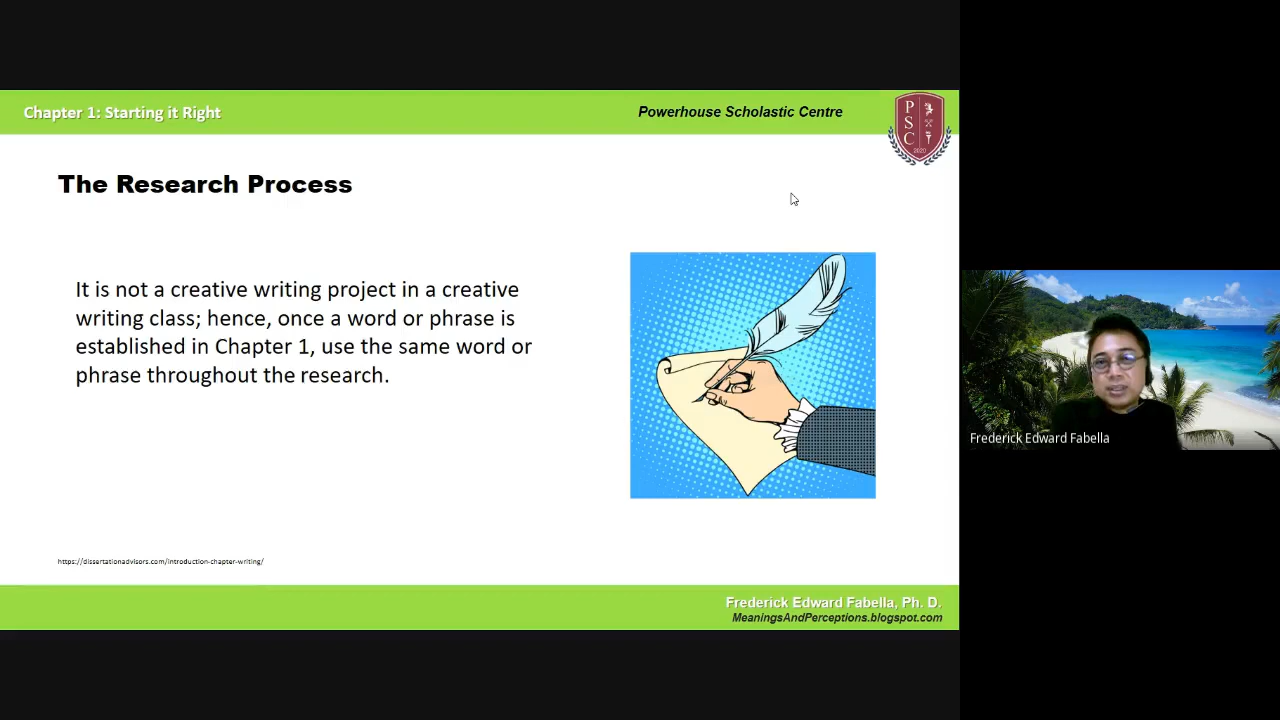 Chapter 1: Starting it Right
Powerhouse Scholastic Centre
P
S
C
2020
The Research Process
It is not a creative writing project in a creative
writing class; hence, once a word or phrase is
established in Chapter 1, use the same word or
phrase throughout the research.
https://dissertationadvisors.com/introduction-chapter-writing/
Frederick Edward Fabella, Ph. D.
MeaningsAndPerceptions.blogspot.com
Frederick Edward Fabella